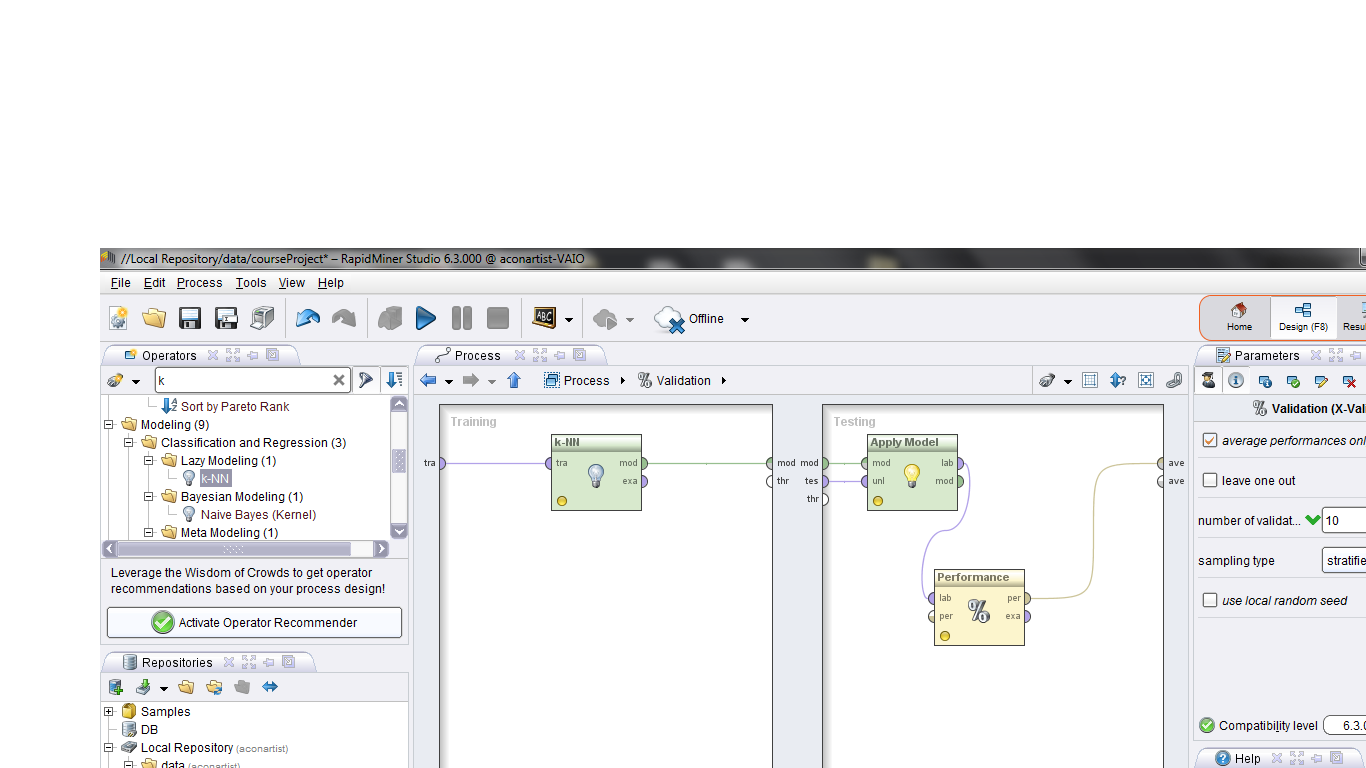 //Local Repository/data/courseProject* – RapidMiner Studio 6.3.000 @ aconartist-VAIO
File Edit Process Tools View Help
ABC
Offline
Home
Design (F8)
Resu
Operators
k
Sort by Pareto Rank
Modeling (9)
Classification and Regression (3)
Lazy Modeling (1)
k-NN
Bayesian Modeling (1)
Naive Bayes (Kernel)
Meta Modeling (1)
Leverage the Wisdom of Crowds to get operator
recommendations based on your process design!
Activate Operator Recommender
Repositories
Samples
DB
Local Repository (aconartist)
data (aconartist)
Process
Process Validation
Training
tra
k-NN
tra mod
exa
mod mod
thr tes
thr
Testing
Apply Model
mod lab
unl mod
Performance
% 
lab per
per exa
ave
ave
Parameters
% Validation (X-Vali
average performances onl
leave one out
number of validat... 10
sampling type stratifie
use local random seed
Compatibility level 6.3.0
Help